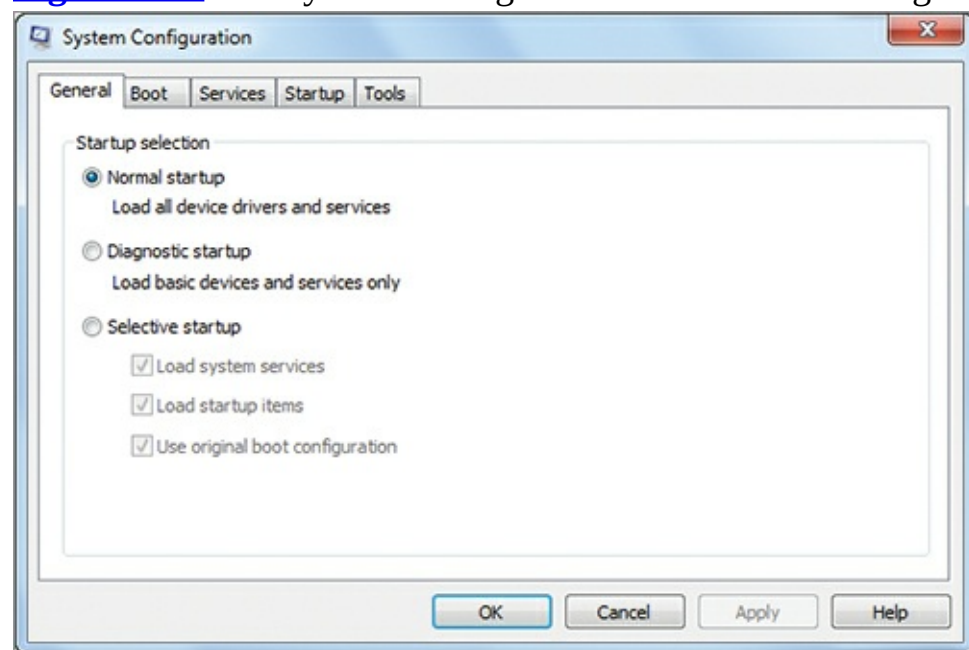 System Configuration
General Boot Services Startup Tools
Startup selection
Normal startup
Load all device drivers and services
Diagnostic startup
Load basic devices and services only
Selective startup
Load system services
Load startup items
Use original boot configuration
OK Cancel Apply Help